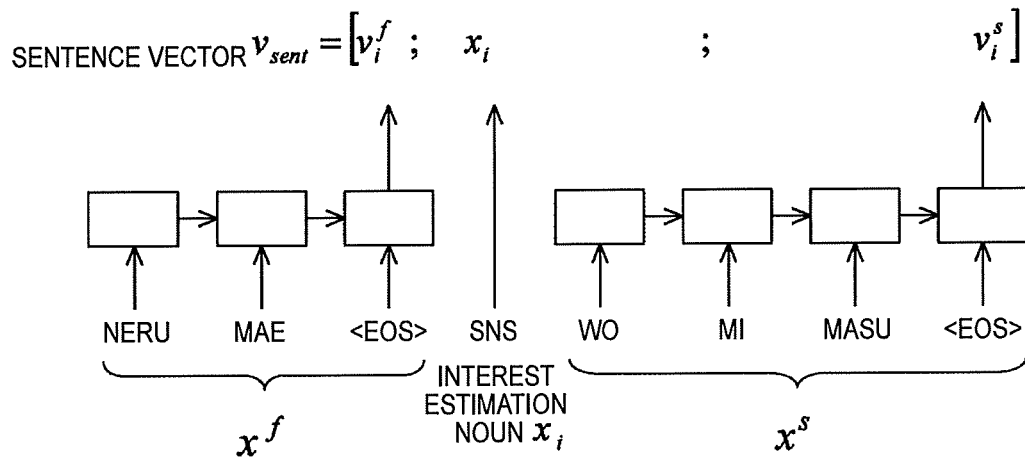 SENTENCE VECTOR v_sent = [v_i^f ; x_i ; v_i^s]
NERU MAE <EOS> SNS WO MI MASU <EOS>
INTEREST
ESTIMATION
NOUN x_i
x^f x^s